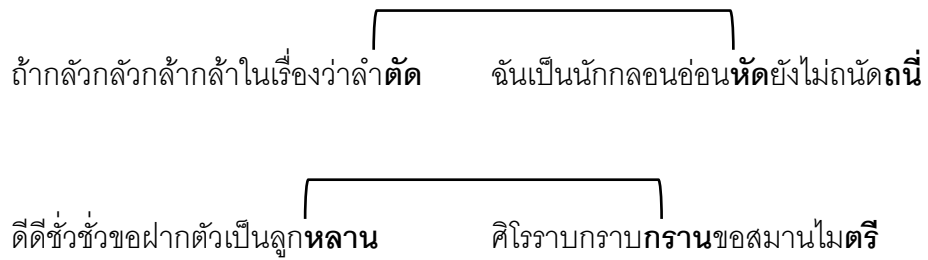 ถ้ากลัวกลัวกล้ากล้าในเรื่องว่าลำตัด ฉันเป็นนักกลอนอ่อนหัดยังไม่ถนัดถนี่
ดีดีชั่วชั่วขอฝากตัวเป็นลูกหลาน ศิโรราบกราบกรานขอสมานไมตรี